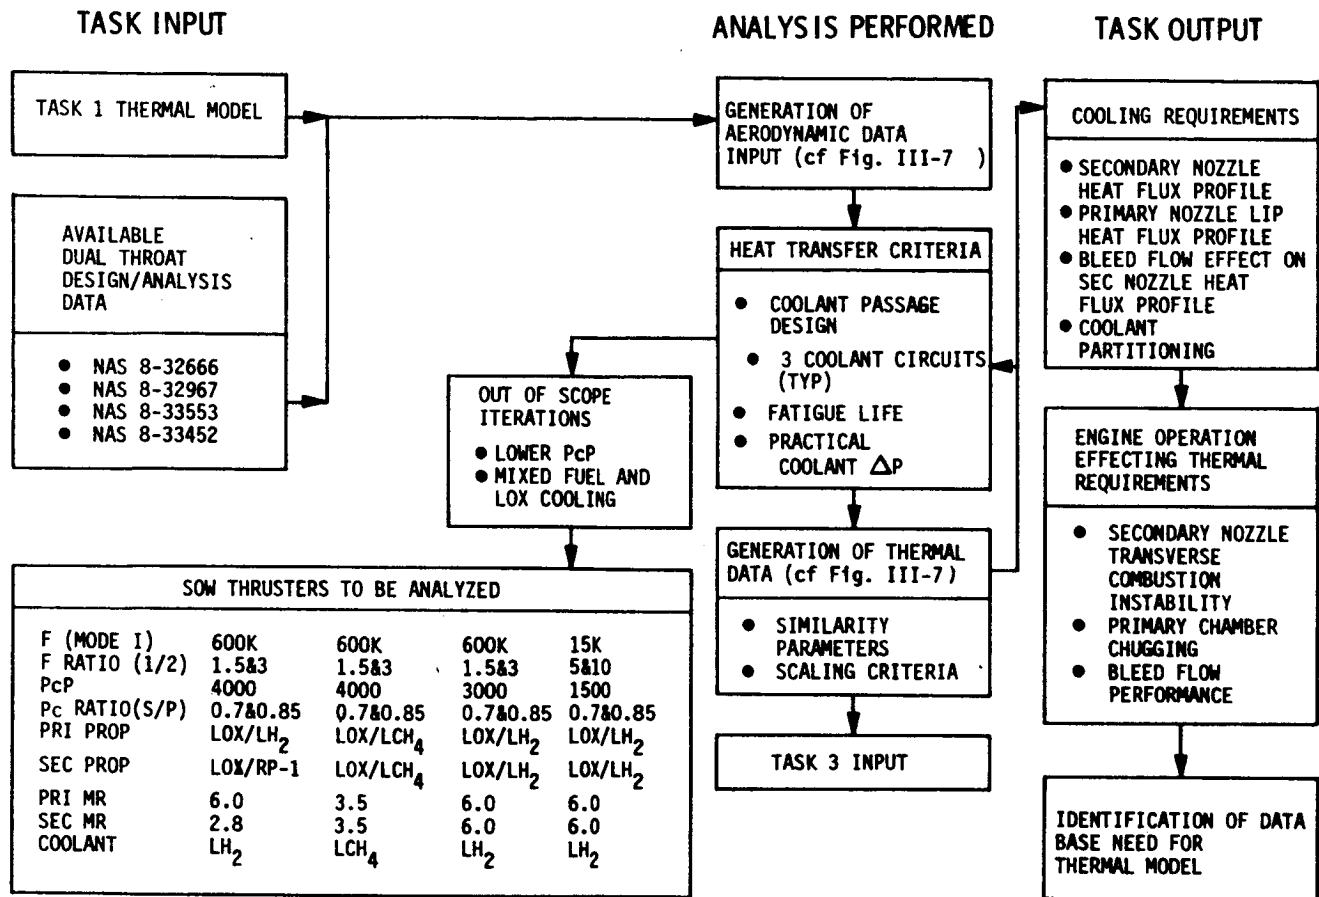 TASK INPUT
ANALYSIS PERFORMED
TASK OUTPUT
TASK 1 THERMAL MODEL
AVAILABLE
DUAL THROAT
DESIGN/ANALYSIS
DATA
● NAS 8-32666
● NAS 8-32967
● NAS 8-33553
● NAS 8-33452
OUT OF SCOPE
ITERATIONS
● LOWER PcP
● MIXED FUEL AND
LOX COOLING
SOW THRUSTERS TO BE ANALYZED
F (MODE I) 600K 600K 600K 15K
F RATIO (1/2) 1.5&3 1.5&3 1.5&3 5&10
PcP 4000 4000 3000 1500
Pc RATIO(S/P) 0.7&0.85 0.7&0.85 0.7&0.85 0.7&0.85
PRI PROP LOX/LH2 LOX/LCH4 LOX/LH2 LOX/LH2
SEC PROP LOX/RP-1 LOX/LCH4 LOX/LH2 LOX/LH2
PRI MR 6.0 3.5 6.0 6.0
SEC MR 2.8 3.5 6.0 6.0
COOLANT LH2 LCH4 LH2 LH2
GENERATION OF
AERODYNAMIC DATA
INPUT (cf Fig. III-7 )
HEAT TRANSFER CRITERIA
● COOLANT PASSAGE
DESIGN
● 3 COOLANT CIRCUITS
(TYP)
● FATIGUE LIFE
● PRACTICAL
COOLANT △P
GENERATION OF THERMAL
DATA (cf Fig. III-7)
● SIMILARITY
PARAMETERS
● SCALING CRITERIA
TASK 3 INPUT
COOLING REQUIREMENTS
● SECONDARY NOZZLE
HEAT FLUX PROFILE
● PRIMARY NOZZLE LIP
HEAT FLUX PROFILE
● BLEED FLOW EFFECT ON
SEC NOZZLE HEAT
FLUX PROFILE
● COOLANT
PARTITIONING
ENGINE OPERATION
EFFECTING THERMAL
REQUIREMENTS
● SECONDARY NOZZLE
TRANSVERSE
COMBUSTION
INSTABILITY
● PRIMARY CHAMBER
CHUGGING
● BLEED FLOW
PERFORMANCE
IDENTIFICATION OF DATA
BASE NEED FOR
THERMAL MODEL